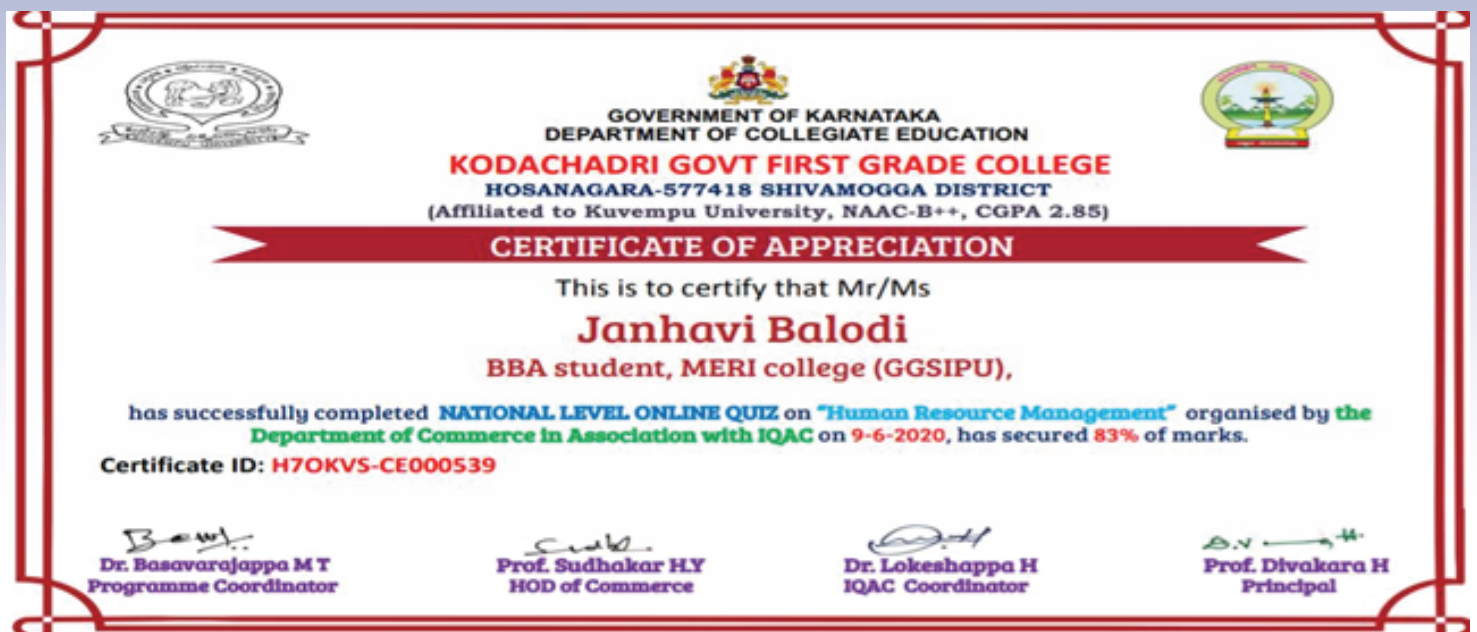 GOVERNMENT OF KARNATAKA
DEPARTMENT OF COLLEGIATE EDUCATION
KODACHADRI GOVT FIRST GRADE COLLEGE
HOSANAGARA-577418 SHIVAMOGGA DISTRICT
(Affiliated to Kuvempu University, NAAC-B++, CGPA 2.85)
CERTIFICATE OF APPRECIATION
This is to certify that Mr/Ms
Janhavi Balodi
BBA student, MERI college (GGSIPU),
has successfully completed NATIONAL LEVEL ONLINE QUIZ on "Human Resource Management" organised by the
Department of Commerce in Association with IQAC on 9-6-2020, has secured 83% of marks.
Certificate ID: H7OKVS-CE000539
Dr. Basavarajappa M T
Programme Coordinator
Prof. Sudhakar H.Y
HOD of Commerce
Dr. Lokeshappa H
IQAC Coordinator
Prof. Divakara H
Principal